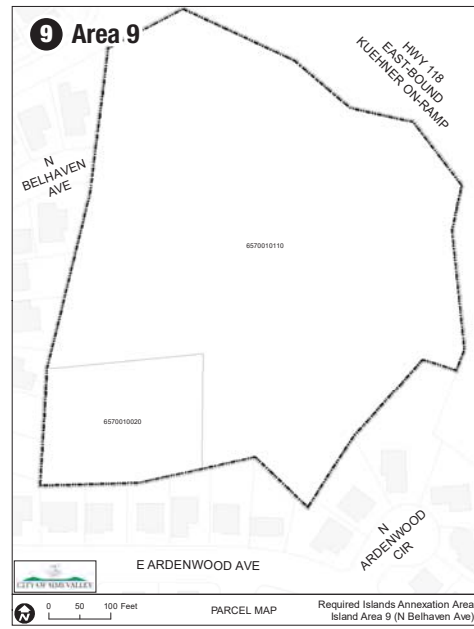 9 Area 9
HWY 118
EAST-BOUND
KUEHNER ON-RAMP
N
BELHAVEN
AVE
6570010110
6570010020
N
ARDENWOOD
CIR
E ARDENWOOD AVE
CITY OF SIMI VALLEY
N
0 50 100 Feet
PARCEL MAP
Required Islands Annexation Area
Island Area 9 (N Belhaven Ave)